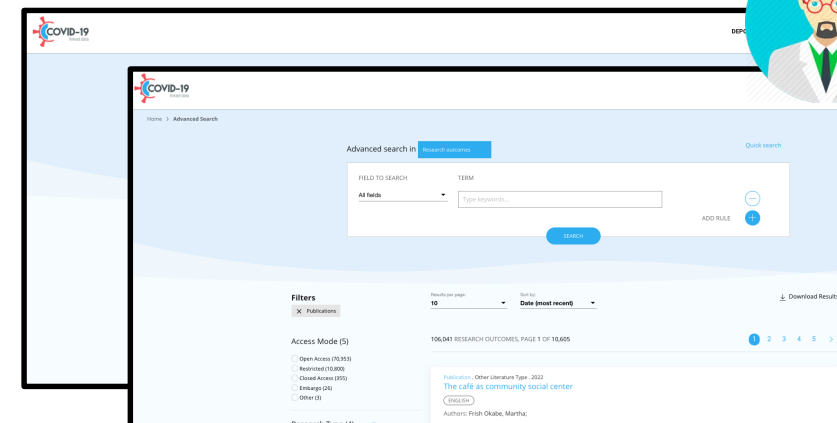 COVID-19
linked data
COVID-19
linked data
Home > Advanced Search
Advanced search in Research outcomes
Quick search
FIELD TO SEARCH TERM
All fields Type keywords...
ADD RULE
SEARCH
Filters
Publications
Results per page: Sort by:
10 Date (most recent)
Download Results
Access Mode (5)
106,041 RESEARCH OUTCOMES, PAGE 1 OF 10,605
1 2 3 4 5 >
Open Access (70,953)
Restricted (10,800)
Closed Access (355)
Embargo (26)
Other (3)
Publication . Other Literature Type . 2022
The café as community social center
ENGLISH
Authors: Frish Okabe, Martha;